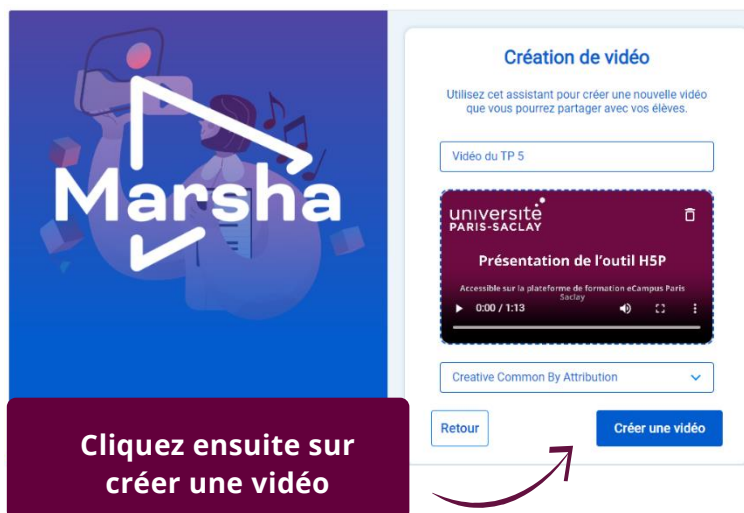 Marsha
Création de vidéo
Utilisez cet assistant pour créer une nouvelle vidéo
que vous pourrez partager avec vos élèves.
Vidéo du TP 5
université
PARIS-SACLAY
Présentation de l'outil H5P
Accessible sur la plateforme de formation eCampus Paris
Saclay
0:00 / 1:13
Creative Common By Attribution
Retour
Créer une vidéo
Cliquez ensuite sur
créer une vidéo